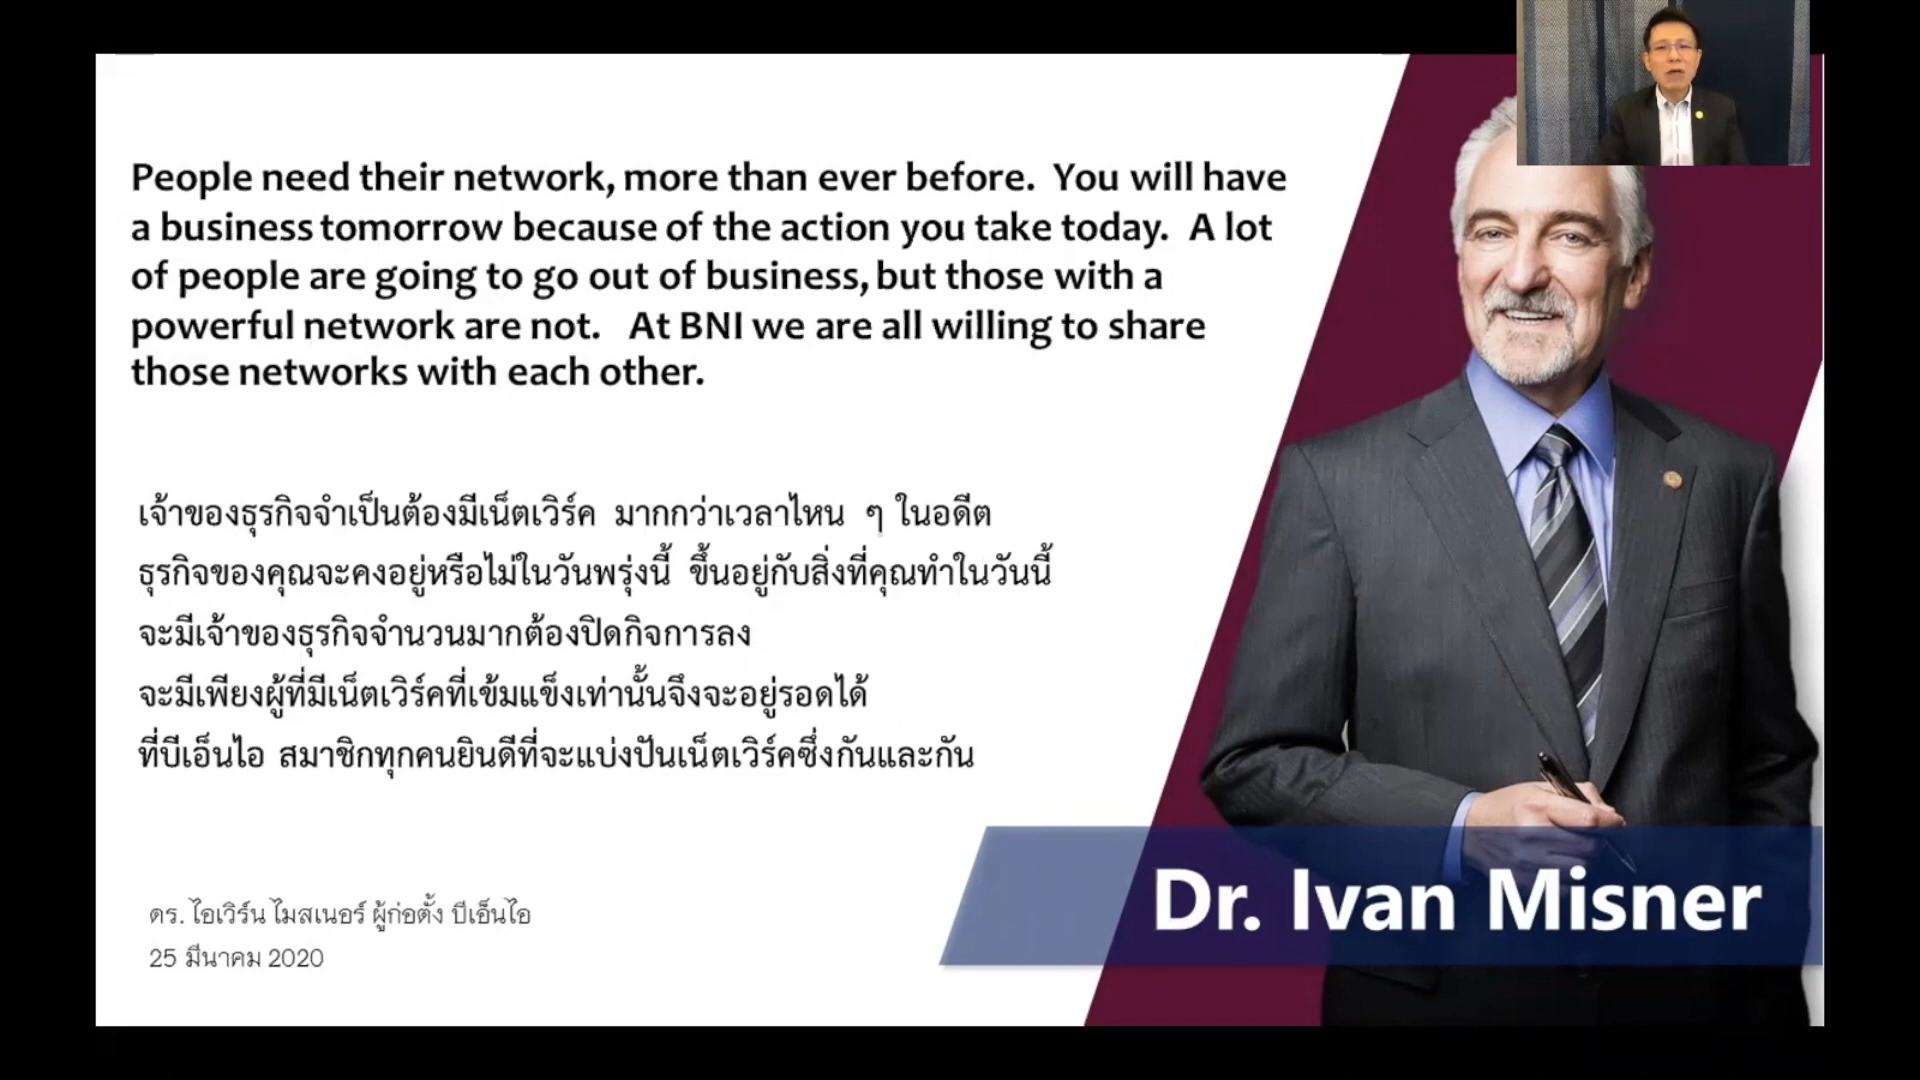 People need their network, more than ever before. You will have
a business tomorrow because of the action you take today. A lot
of people are going to go out of business, but those with a
powerful network are not. At BNI we are all willing to share
those networks with each other.
เจ้าของธุรกิจจำเป็นต้องมีเน็ตเวิร์ค มากกว่าเวลาไหน ๆ ในอดีต
ธุรกิจของคุณจะคงอยู่หรือไม่ในวันพรุ่งนี้ ขึ้นอยู่กับสิ่งที่คุณทำในวันนี้
จะมีเจ้าของธุรกิจจำนวนมากต้องปิดกิจการลง
จะมีเพียงผู้ที่มีเน็ตเวิร์คที่เข้มแข็งเท่านั้นจึงจะอยู่รอดได้
ที่บีเอ็นไอ สมาชิกทุกคนยินดีที่จะแบ่งปันเน็ตเวิร์คซึ่งกันและกัน
ดร. ไอเวิร์น ไมสเนอร์ ผู้ก่อตั้ง บีเอ็นไอ
25 มีนาคม 2020
Dr. Ivan Misner